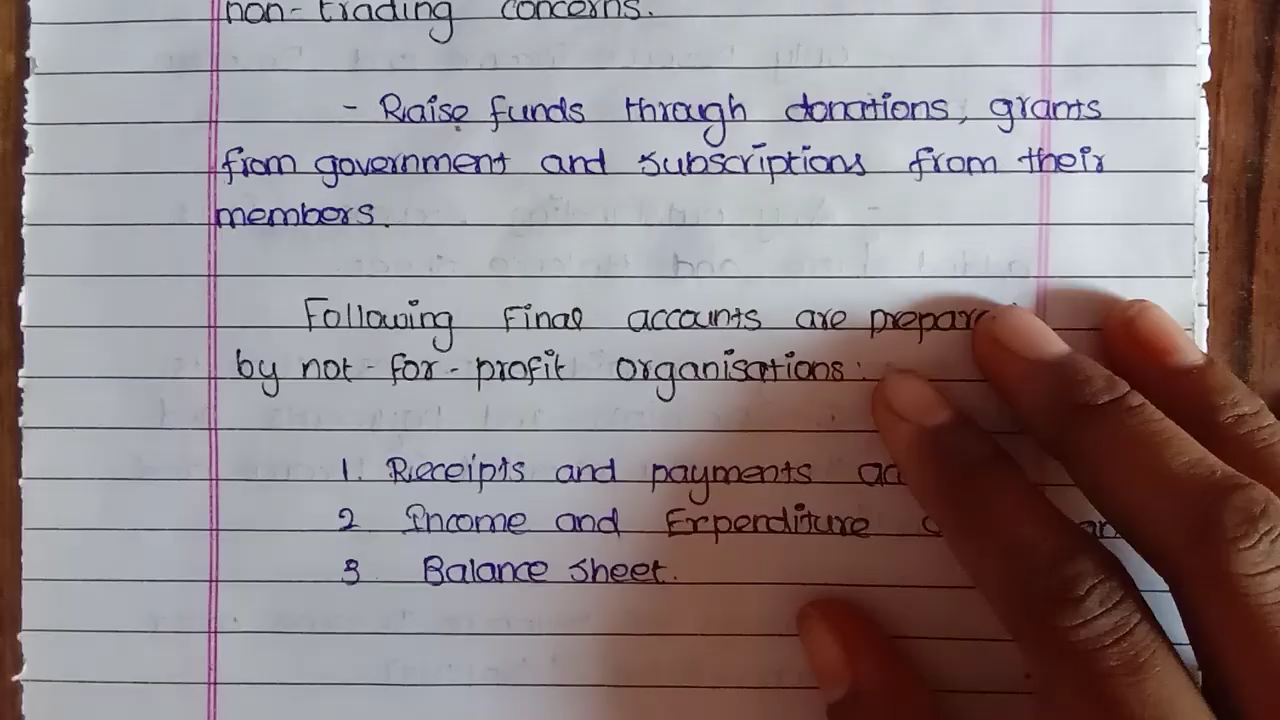 non-trading concerns.
- Raise funds through donations, grants
from government and subscriptions from their
members.
Following Final accounts are
by not-for-profit organisations:
1. Receipts and payments
2 Income and Expenditure
3 Balance sheet.